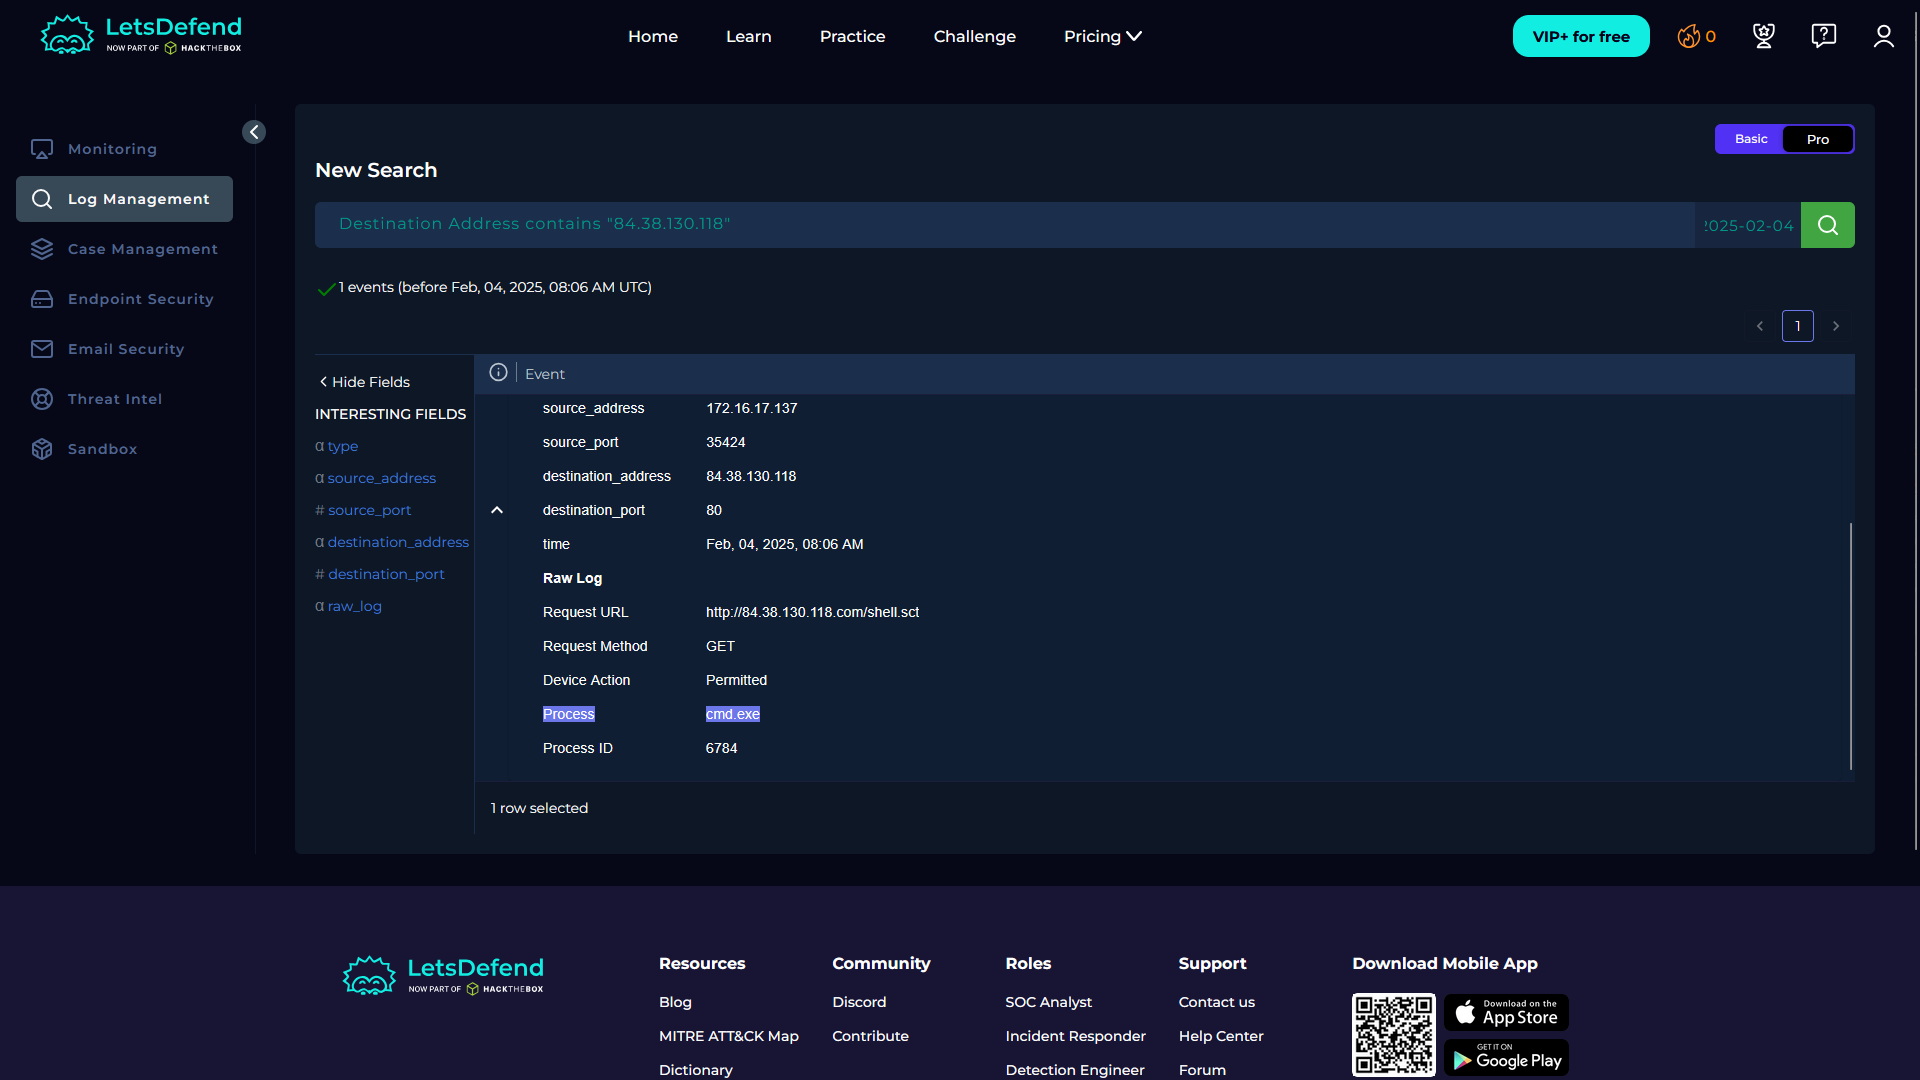 LetsDefend
NOW PART OF HACKTHEBOX
Home
Learn
Practice
Challenge
Pricing
VIP+ for free
0
Monitoring
Log Management
Case Management
Endpoint Security
Email Security
Threat Intel
Sandbox
Basic
Pro
New Search
Destination Address contains "84.38.130.118"
2025-02-04
1 events (before Feb, 04, 2025, 08:06 AM UTC)
1
Hide Fields
INTERESTING FIELDS
α type
α source_address
# source_port
α destination_address
# destination_port
α raw_log
Event
source_address 172.16.17.137
source_port 35424
destination_address 84.38.130.118
destination_port 80
time Feb, 04, 2025, 08:06 AM
Raw Log
Request URL http://84.38.130.118.com/shell.sct
Request Method GET
Device Action Permitted
Process cmd.exe
Process ID 6784
1 row selected
LetsDefend
NOW PART OF HACKTHEBOX
Resources
Blog
MITRE ATT&CK Map
Dictionary
Community
Discord
Contribute
Roles
SOC Analyst
Incident Responder
Detection Engineer
Support
Contact us
Help Center
Forum
Download Mobile App
Download on the
App Store
GET IT ON
Google Play